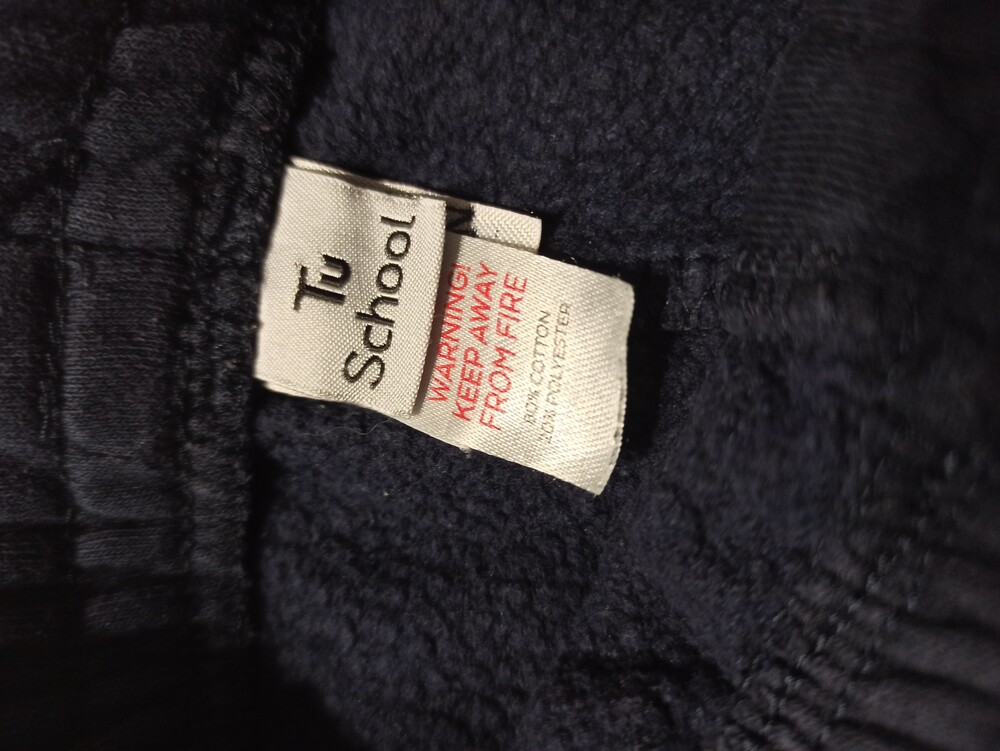 Tu
School
WARNING!
KEEP AWAY
FROM FIRE
80% COTTON
20% POLYESTER